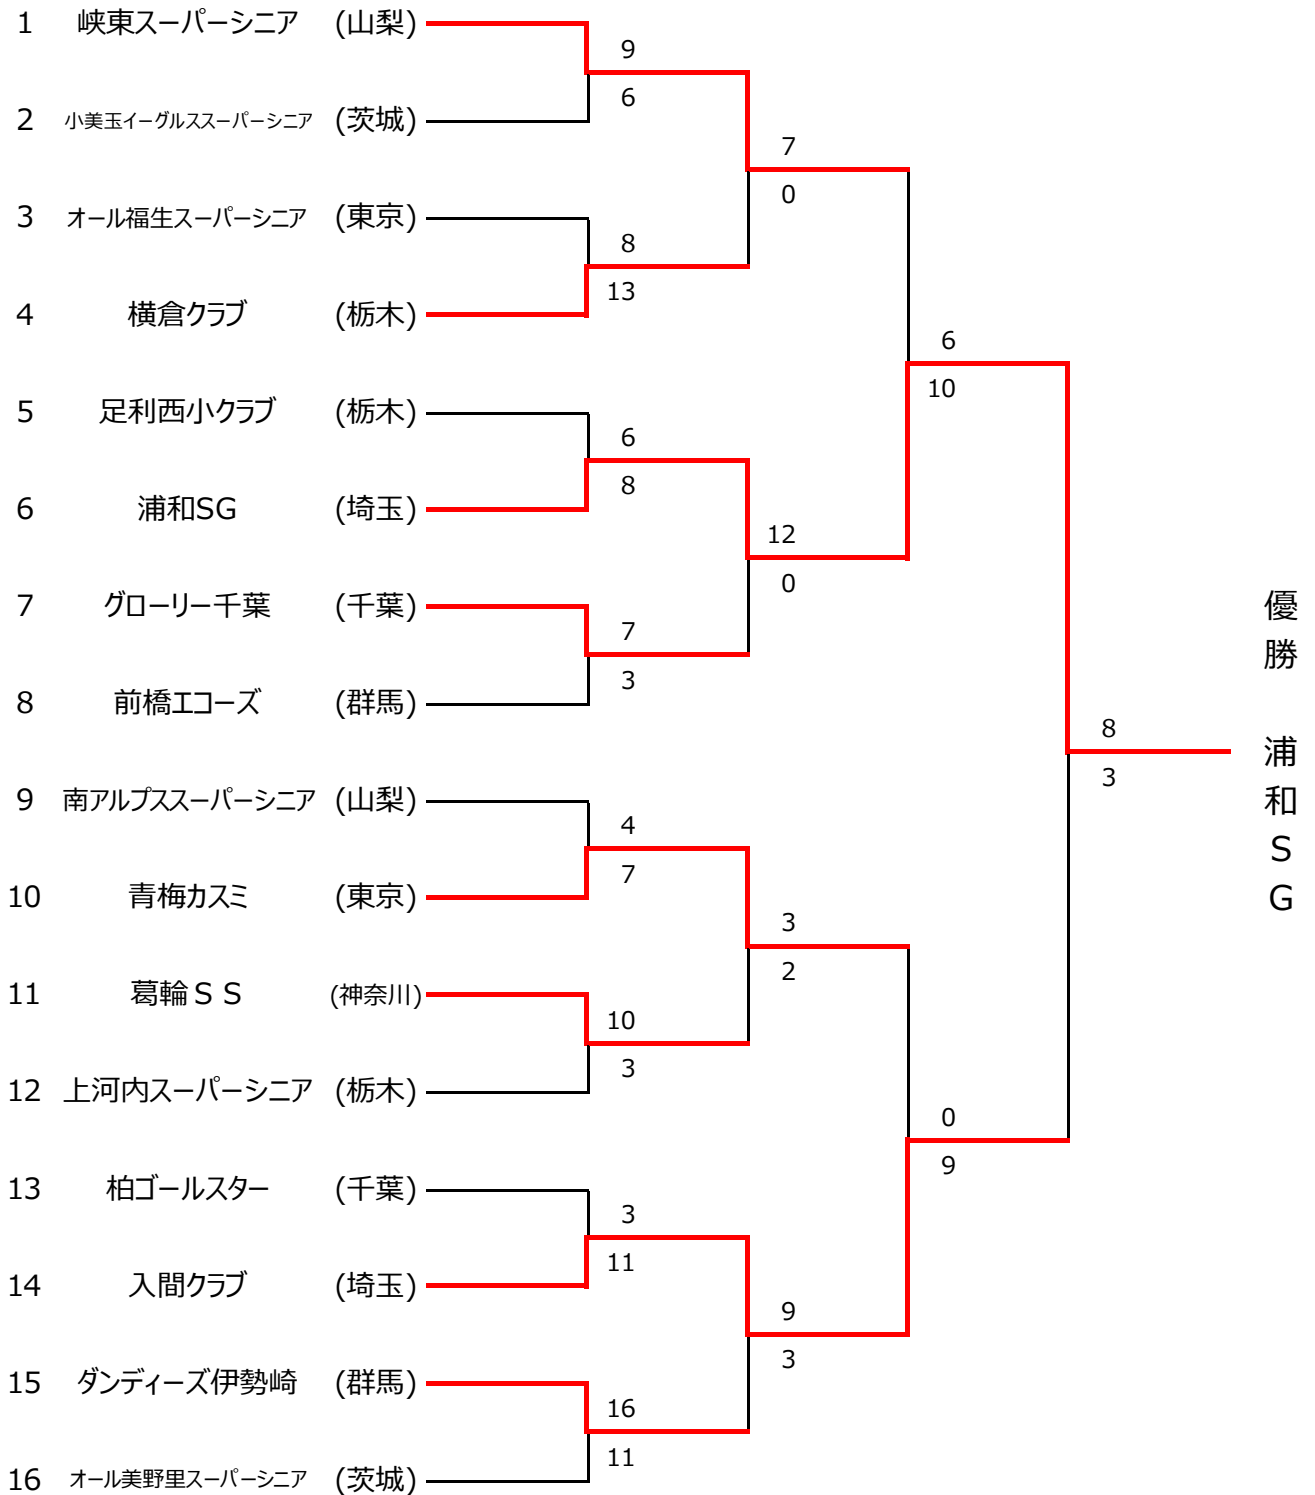 1 峡東スーパーシニア (山梨)
9
6
2 小美玉イーグルススーパーシニア (茨城)
7
0
3 オール福生スーパーシニア (東京)
8
13
4 横倉クラブ (栃木)
6
10
5 足利西小クラブ (栃木)
6
8
6 浦和SG (埼玉)
12
0
7 グローリー千葉 (千葉)
7
3
8 前橋エコーズ (群馬)
8
3
9 南アルプススーパーシニア (山梨)
4
7
10 青梅カスミ (東京)
3
2
11 葛輪ＳＳ (神奈川)
10
3
12 上河内スーパーシニア (栃木)
0
9
13 柏ゴールスター (千葉)
3
11
14 入間クラブ (埼玉)
9
3
15 ダンディーズ伊勢崎 (群馬)
16
11
16 オール美野里スーパーシニア (茨城)
優勝　浦和ＳＧ